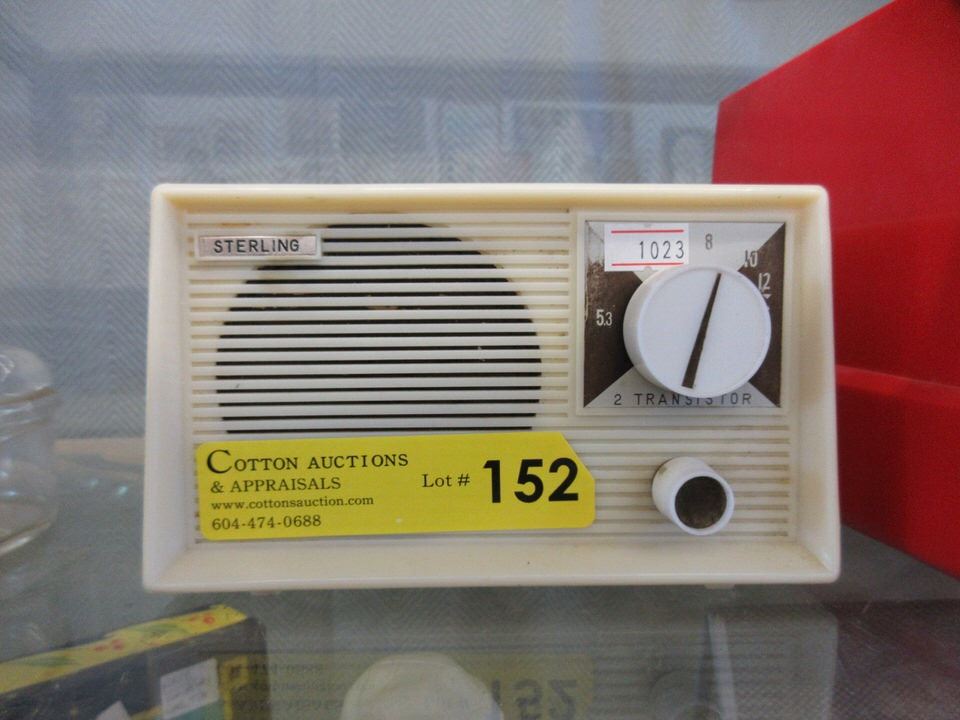 STERLING
1023
8
10
12
5.3
2 TRANSISTOR
COTTON AUCTIONS
& APPRAISALS
www.cottonsauction.com
604-474-0688
Lot # 152